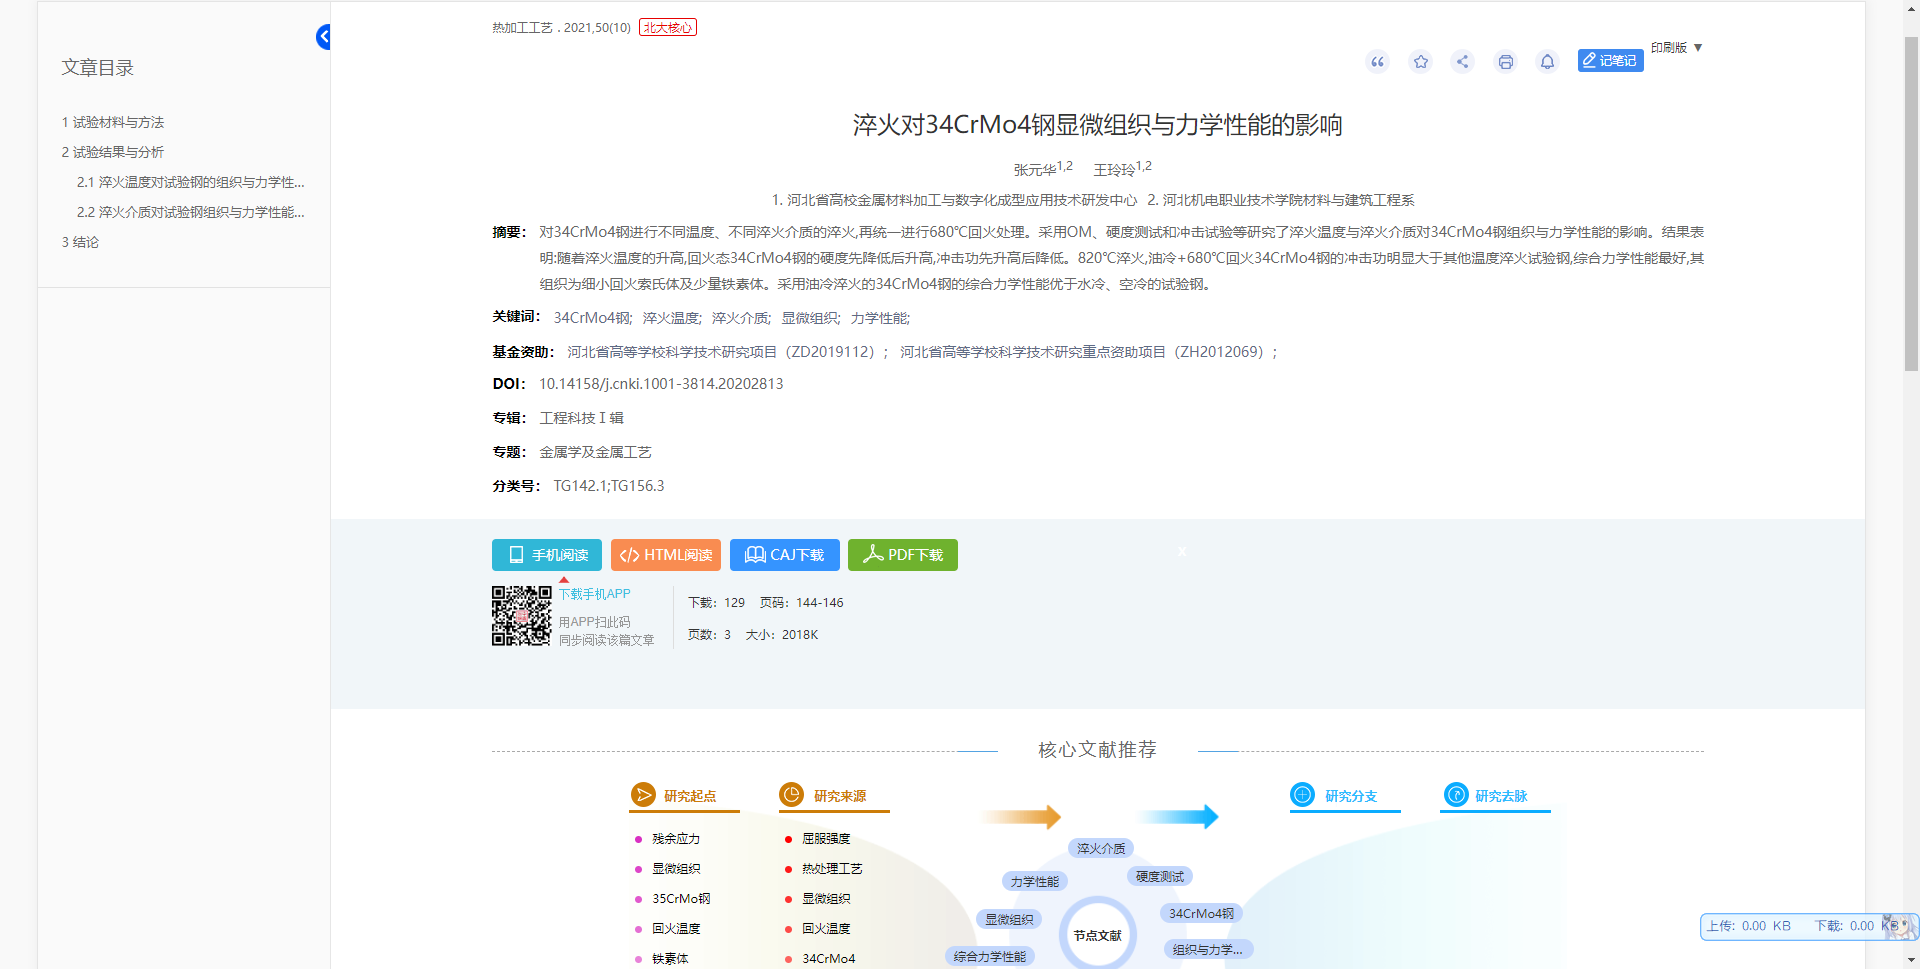 热加工工艺 . 2021,50(10) 北大核心
印刷版 ▼
记笔记
文章目录
1 试验材料与方法
2 试验结果与分析
2.1 淬火温度对试验钢的组织与力学性...
2.2 淬火介质对试验钢组织与力学性能...
3 结论
淬火对34CrMo4钢显微组织与力学性能的影响
张元华1,2 王玲玲1,2
1. 河北省高校金属材料加工与数字化成型应用技术研发中心 2. 河北机电职业技术学院材料与建筑工程系
摘要： 对34CrMo4钢进行不同温度、不同淬火介质的淬火,再统一进行680℃回火处理。采用OM、硬度测试和冲击试验等研究了淬火温度与淬火介质对34CrMo4钢组织与力学性能的影响。结果表
明:随着淬火温度的升高,回火态34CrMo4钢的硬度先降低后升高,冲击功先升高后降低。820℃淬火,油冷+680℃回火34CrMo4钢的冲击功明显大于其他温度淬火试验钢,综合力学性能最好,其
组织为细小回火索氏体及少量铁素体。采用油冷淬火的34CrMo4钢的综合力学性能优于水冷、空冷的试验钢。
关键词： 34CrMo4钢; 淬火温度; 淬火介质; 显微组织; 力学性能;
基金资助： 河北省高等学校科学技术研究项目（ZD2019112）; 河北省高等学校科学技术研究重点资助项目（ZH2012069）;
DOI： 10.14158/j.cnki.1001-3814.20202813
专辑： 工程科技Ⅰ辑
专题： 金属学及金属工艺
分类号： TG142.1;TG156.3
手机阅读 HTML阅读 CAJ下载 PDF下载
x
下载手机APP
用APP扫此码
同步阅读该篇文章
下载：129 页码：144-146
页数：3 大小：2018K
核心文献推荐
研究起点 研究来源 研究分支 研究去脉
残余应力
显微组织
35CrMo钢
回火温度
铁素体
屈服强度
热处理工艺
显微组织
回火温度
34CrMo4
淬火介质
力学性能
硬度测试
显微组织
34CrMo4钢
节点文献
综合力学性能
组织与力学...
上传: 0.00 KB 下载: 0.00 KB